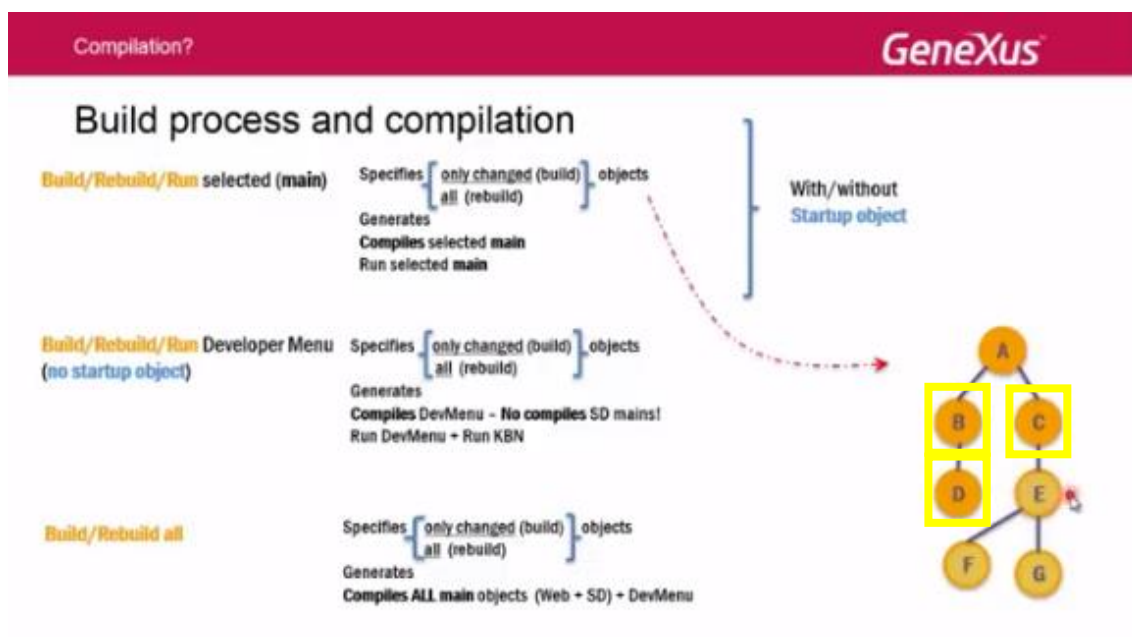 Compilation?
GeneXus
Build process and compilation
Build/Rebuild/Run selected (main)
Specifies only changed (build) objects
all (rebuild)
Generates
Compiles selected main
Run selected main
With/without
Startup object
Build/Rebuild/Run Developer Menu
(no startup object)
Specifies only changed (build) objects
all (rebuild)
Generates
Compiles DevMenu - No compiles SD mains!
Run DevMenu + Run KBN
Build/Rebuild all
Specifies only changed (build) objects
all (rebuild)
Generates
Compiles ALL main objects (Web + SD) + DevMenu
A
B C
D E
F G